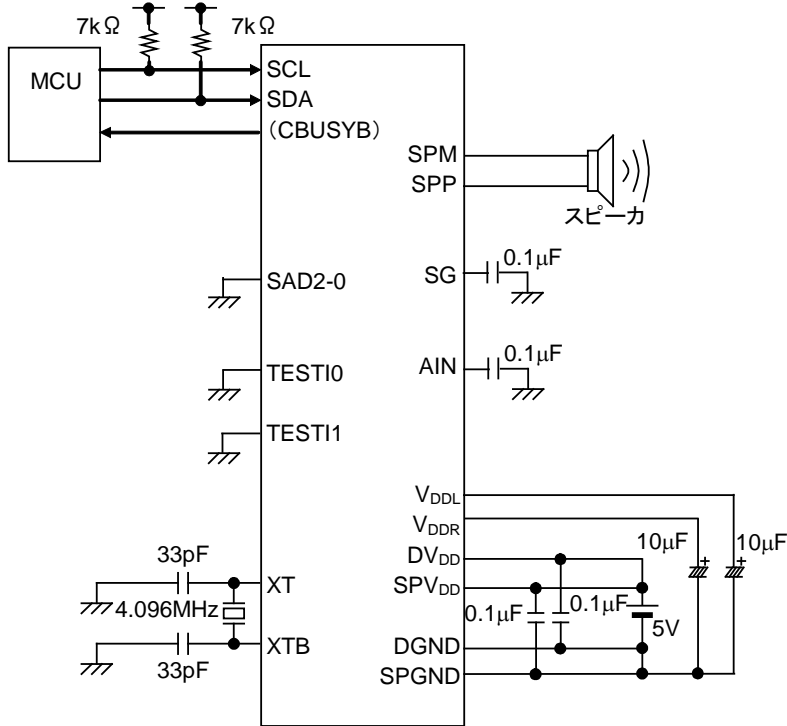 7kΩ
7kΩ
MCU
SCL
SDA
(CBUSYB)
SPM
SPP
スピーカ
0.1μF
SG
SAD2-0
0.1μF
AIN
TESTI0
TESTI1
VDDL
VDDR
10μF
10μF
DVDD
33pF
XT
SPVDD
4.096MHz
0.1μF
0.1μF
5V
XTB
DGND
33pF
SPGND